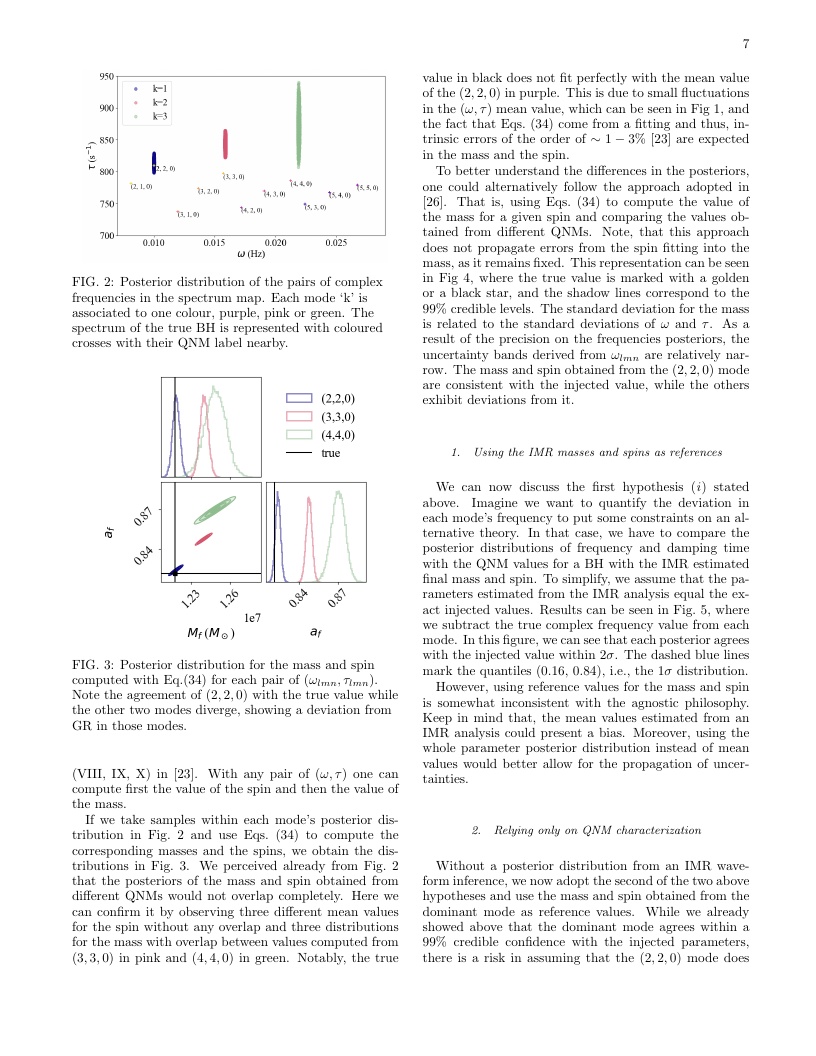 7
950
900
850
800
750
700
τ (s⁻¹)
k=1
k=2
k=3
(2, 2, 0)
(3, 3, 0)
(4, 4, 0)
(2, 1, 0)
(3, 2, 0)
(4, 3, 0)
(5, 4, 0)
(5, 5, 0)
(3, 1, 0)
(4, 2, 0)
(5, 3, 0)
0.010
0.015
0.020
0.025
ω (Hz)
FIG. 2: Posterior distribution of the pairs of complex
frequencies in the spectrum map. Each mode ‘k’ is
associated to one colour, purple, pink or green. The
spectrum of the true BH is represented with coloured
crosses with their QNM label nearby.
(2,2,0)
(3,3,0)
(4,4,0)
true
a_f
0.87
0.84
1.23
1.26
1e7
M_f (M_⊙)
0.84
0.87
a_f
FIG. 3: Posterior distribution for the mass and spin
computed with Eq.(34) for each pair of (ω_lmn, τ_lmn).
Note the agreement of (2, 2, 0) with the true value while
the other two modes diverge, showing a deviation from
GR in those modes.
(VIII, IX, X) in [23]. With any pair of (ω, τ) one can
compute first the value of the spin and then the value of
the mass.
If we take samples within each mode's posterior dis-
tribution in Fig. 2 and use Eqs. (34) to compute the
corresponding masses and the spins, we obtain the dis-
tributions in Fig. 3. We perceived already from Fig. 2
that the posteriors of the mass and spin obtained from
different QNMs would not overlap completely. Here we
can confirm it by observing three different mean values
for the spin without any overlap and three distributions
for the mass with overlap between values computed from
(3, 3, 0) in pink and (4, 4, 0) in green. Notably, the true
value in black does not fit perfectly with the mean value
of the (2, 2, 0) in purple. This is due to small fluctuations
in the (ω, τ) mean value, which can be seen in Fig 1, and
the fact that Eqs. (34) come from a fitting and thus, in-
trinsic errors of the order of ∼ 1 − 3% [23] are expected
in the mass and the spin.
To better understand the differences in the posteriors,
one could alternatively follow the approach adopted in
[26]. That is, using Eqs. (34) to compute the value of
the mass for a given spin and comparing the values ob-
tained from different QNMs. Note, that this approach
does not propagate errors from the spin fitting into the
mass, as it remains fixed. This representation can be seen
in Fig 4, where the true value is marked with a golden
or a black star, and the shadow lines correspond to the
99% credible levels. The standard deviation for the mass
is related to the standard deviations of ω and τ. As a
result of the precision on the frequencies posteriors, the
uncertainty bands derived from ω_lmn are relatively nar-
row. The mass and spin obtained from the (2, 2, 0) mode
are consistent with the injected value, while the others
exhibit deviations from it.
1. Using the IMR masses and spins as references
We can now discuss the first hypothesis (i) stated
above. Imagine we want to quantify the deviation in
each mode's frequency to put some constraints on an al-
ternative theory. In that case, we have to compare the
posterior distributions of frequency and damping time
with the QNM values for a BH with the IMR estimated
final mass and spin. To simplify, we assume that the pa-
rameters estimated from the IMR analysis equal the ex-
act injected values. Results can be seen in Fig. 5, where
we subtract the true complex frequency value from each
mode. In this figure, we can see that each posterior agrees
with the injected value within 2σ. The dashed blue lines
mark the quantiles (0.16, 0.84), i.e., the 1σ distribution.
However, using reference values for the mass and spin
is somewhat inconsistent with the agnostic philosophy.
Keep in mind that, the mean values estimated from an
IMR analysis could present a bias. Moreover, using the
whole parameter posterior distribution instead of mean
values would better allow for the propagation of uncer-
tainties.
2. Relying only on QNM characterization
Without a posterior distribution from an IMR wave-
form inference, we now adopt the second of the two above
hypotheses and use the mass and spin obtained from the
dominant mode as reference values. While we already
showed above that the dominant mode agrees within a
99% credible confidence with the injected parameters,
there is a risk in assuming that the (2, 2, 0) mode does